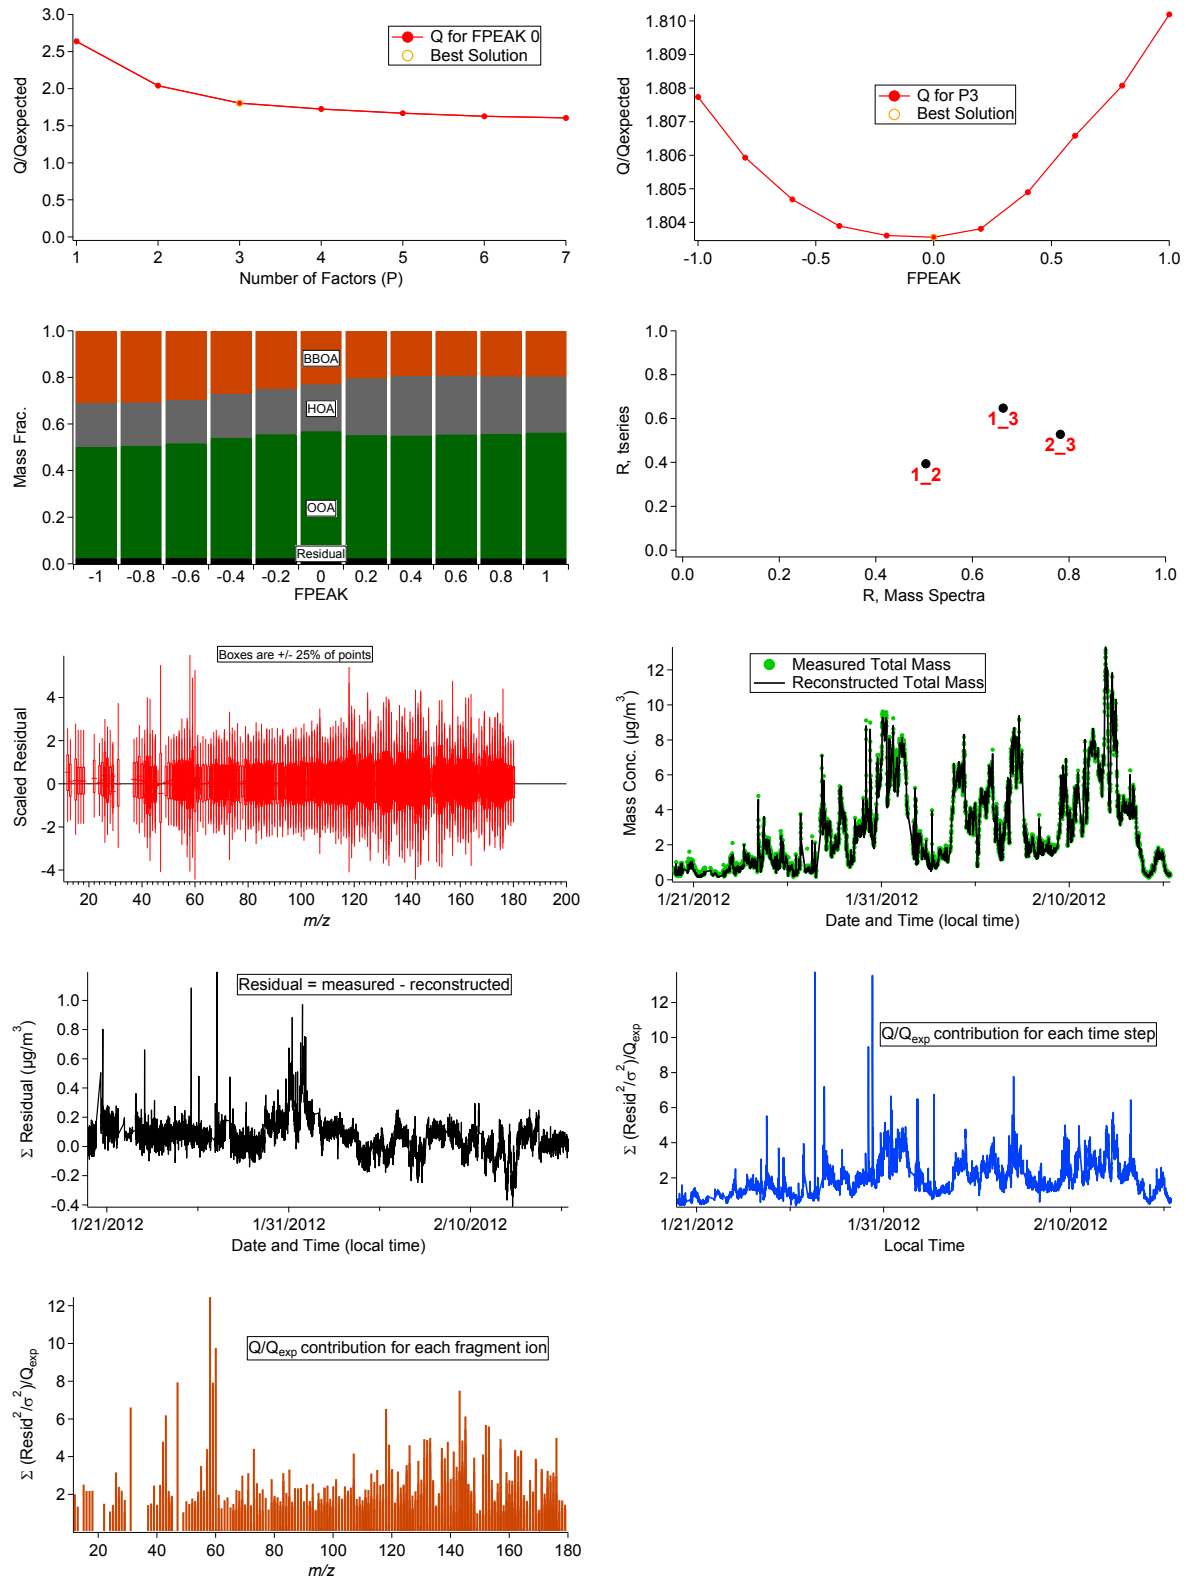 3.0
2.5
2.0
1.5
1.0
0.5
0.0
Q/Qexpected
Q for FPEAK 0
Best Solution
1 2 3 4 5 6 7
Number of Factors (P)
1.810
1.808
1.807
1.806
1.805
1.804
Q/Qexpected
Q for P3
Best Solution
-1.0 -0.5 0.0 0.5 1.0
FPEAK
1.0
0.8
0.6
0.4
0.2
0.0
Mass Frac.
BBOA
HOA
OOA
Residual
-1 -0.8 -0.6 -0.4 -0.2 0 0.2 0.4 0.6 0.8 1
FPEAK
1.0
0.8
0.6
0.4
0.2
0.0
R, tseries
1_3
2_3
1_2
0.0 0.2 0.4 0.6 0.8 1.0
R, Mass Spectra
Boxes are +/- 25% of points
4
2
0
-2
-4
Scaled Residual
20 40 60 80 100 120 140 160 180 200
m/z
Measured Total Mass
Reconstructed Total Mass
12
10
8
6
4
2
0
Mass Conc. (µg/m³)
1/21/2012 1/31/2012 2/10/2012
Date and Time (local time)
Residual = measured - reconstructed
1.0
0.8
0.6
0.4
0.2
0.0
-0.2
-0.4
Σ Residual (µg/m³)
1/21/2012 1/31/2012 2/10/2012
Date and Time (local time)
12
10
8
6
4
2
Σ (Resid²/σ²)/Qexp
Q/Qexp contribution for each time step
1/21/2012 1/31/2012 2/10/2012
Local Time
12
10
8
6
4
2
Σ (Resid²/σ²)/Qexp
Q/Qexp contribution for each fragment ion
20 40 60 80 100 120 140 160 180
m/z